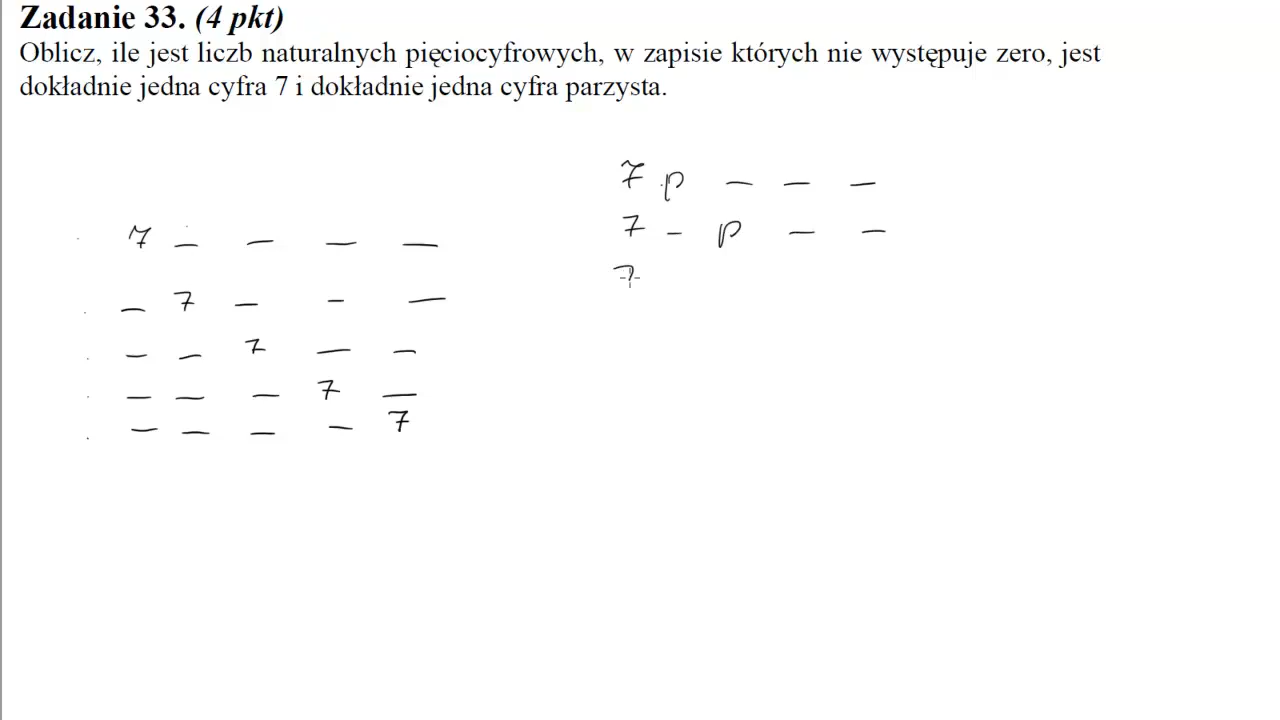 Zadanie 33. (4 pkt)
Oblicz, ile jest liczb naturalnych pięciocyfrowych, w zapisie których nie występuje zero, jest
dokładnie jedna cyfra 7 i dokładnie jedna cyfra parzysta.
7 _ _ _ _
_ 7 _ _ _
_ _ 7 _ _
_ _ _ 7 _
_ _ _ _ 7
7 p _ _ _
7 _ p _ _
7